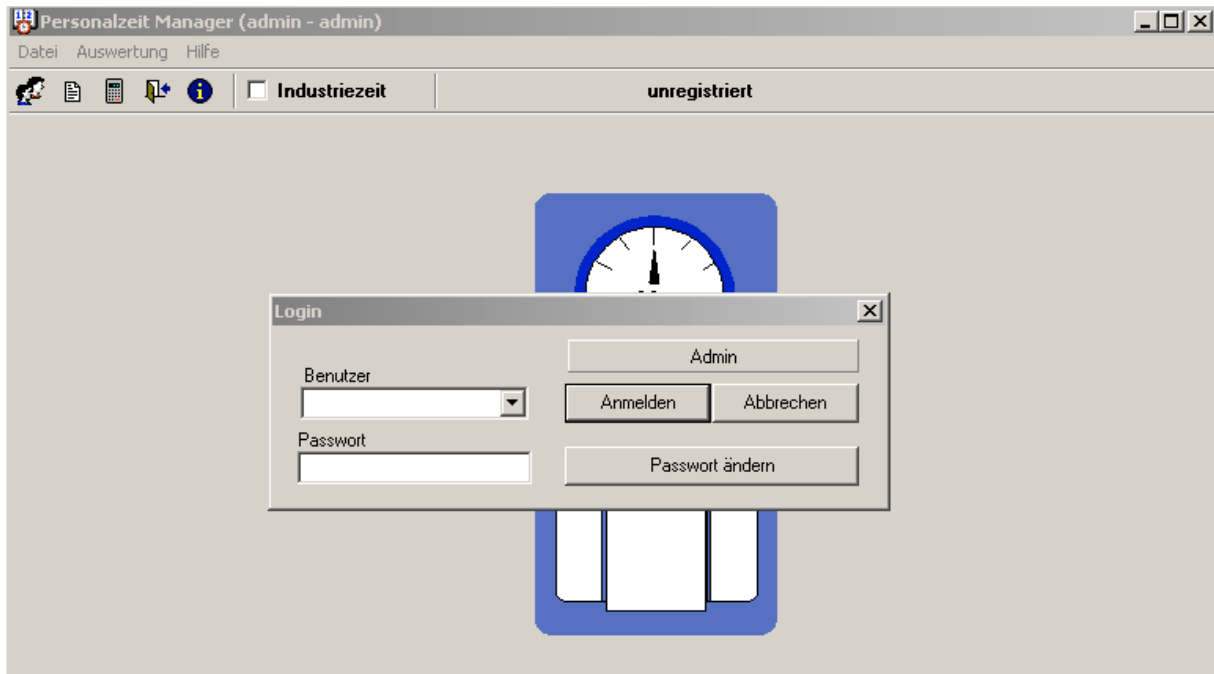 Personalzeit Manager (admin - admin)
Datei Auswertung Hilfe
Industriezeit unregistriert
Login
Admin
Benutzer
Anmelden Abbrechen
Passwort
Passwort ändern